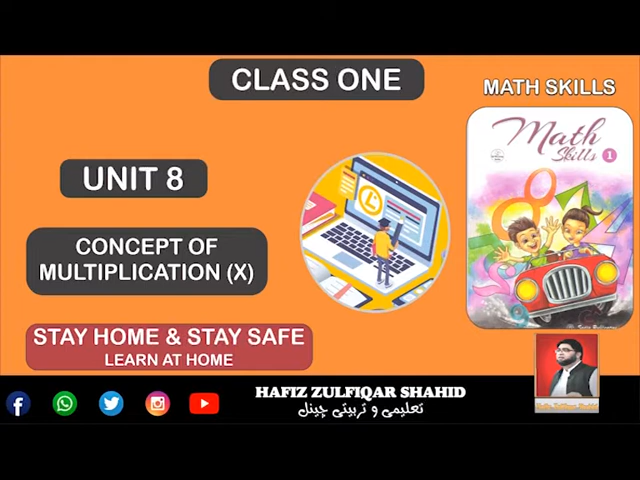 CLASS ONE
MATH SKILLS
Math
Skills 1
UNIT 8
CONCEPT OF
MULTIPLICATION (X)
STAY HOME & STAY SAFE
LEARN AT HOME
HAFIZ ZULFIQAR SHAHID
تعلیمی و تربیتی چینل